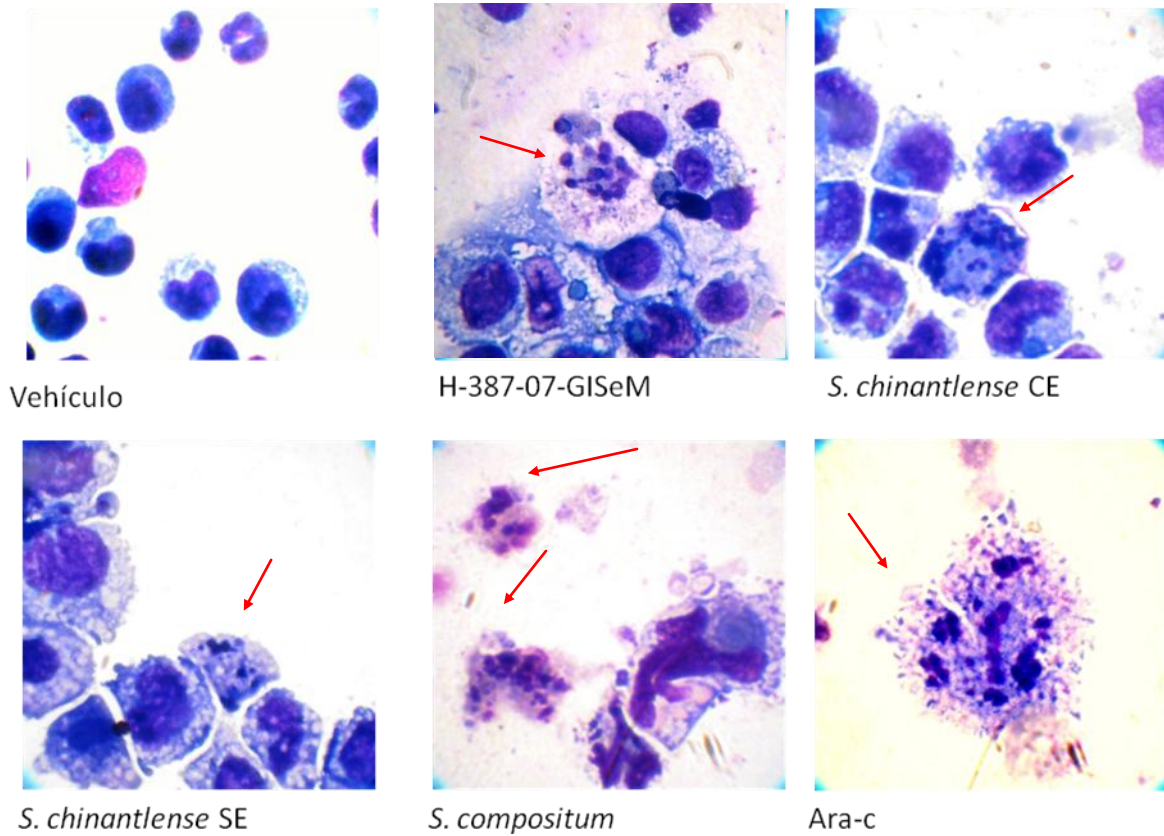 Vehículo
H-387-07-GISeM
S. chinantlense CE
S. chinantlense SE
S. compositum
Ara-c